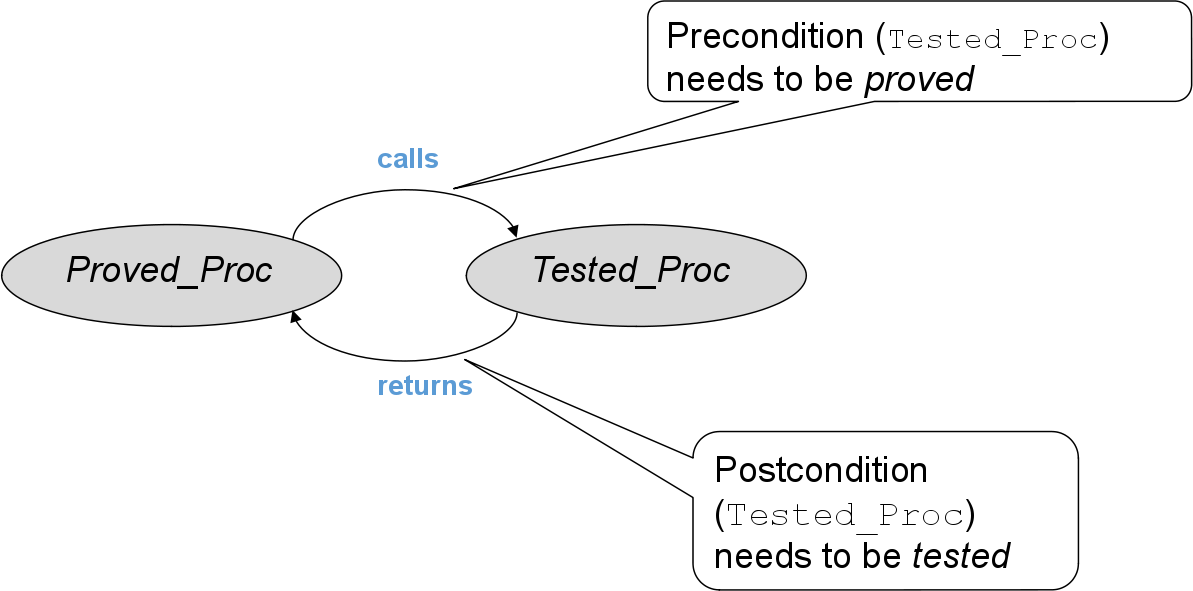 Precondition (Tested_Proc)
needs to be proved
calls
Proved_Proc
Tested_Proc
returns
Postcondition
(Tested_Proc)
needs to be tested